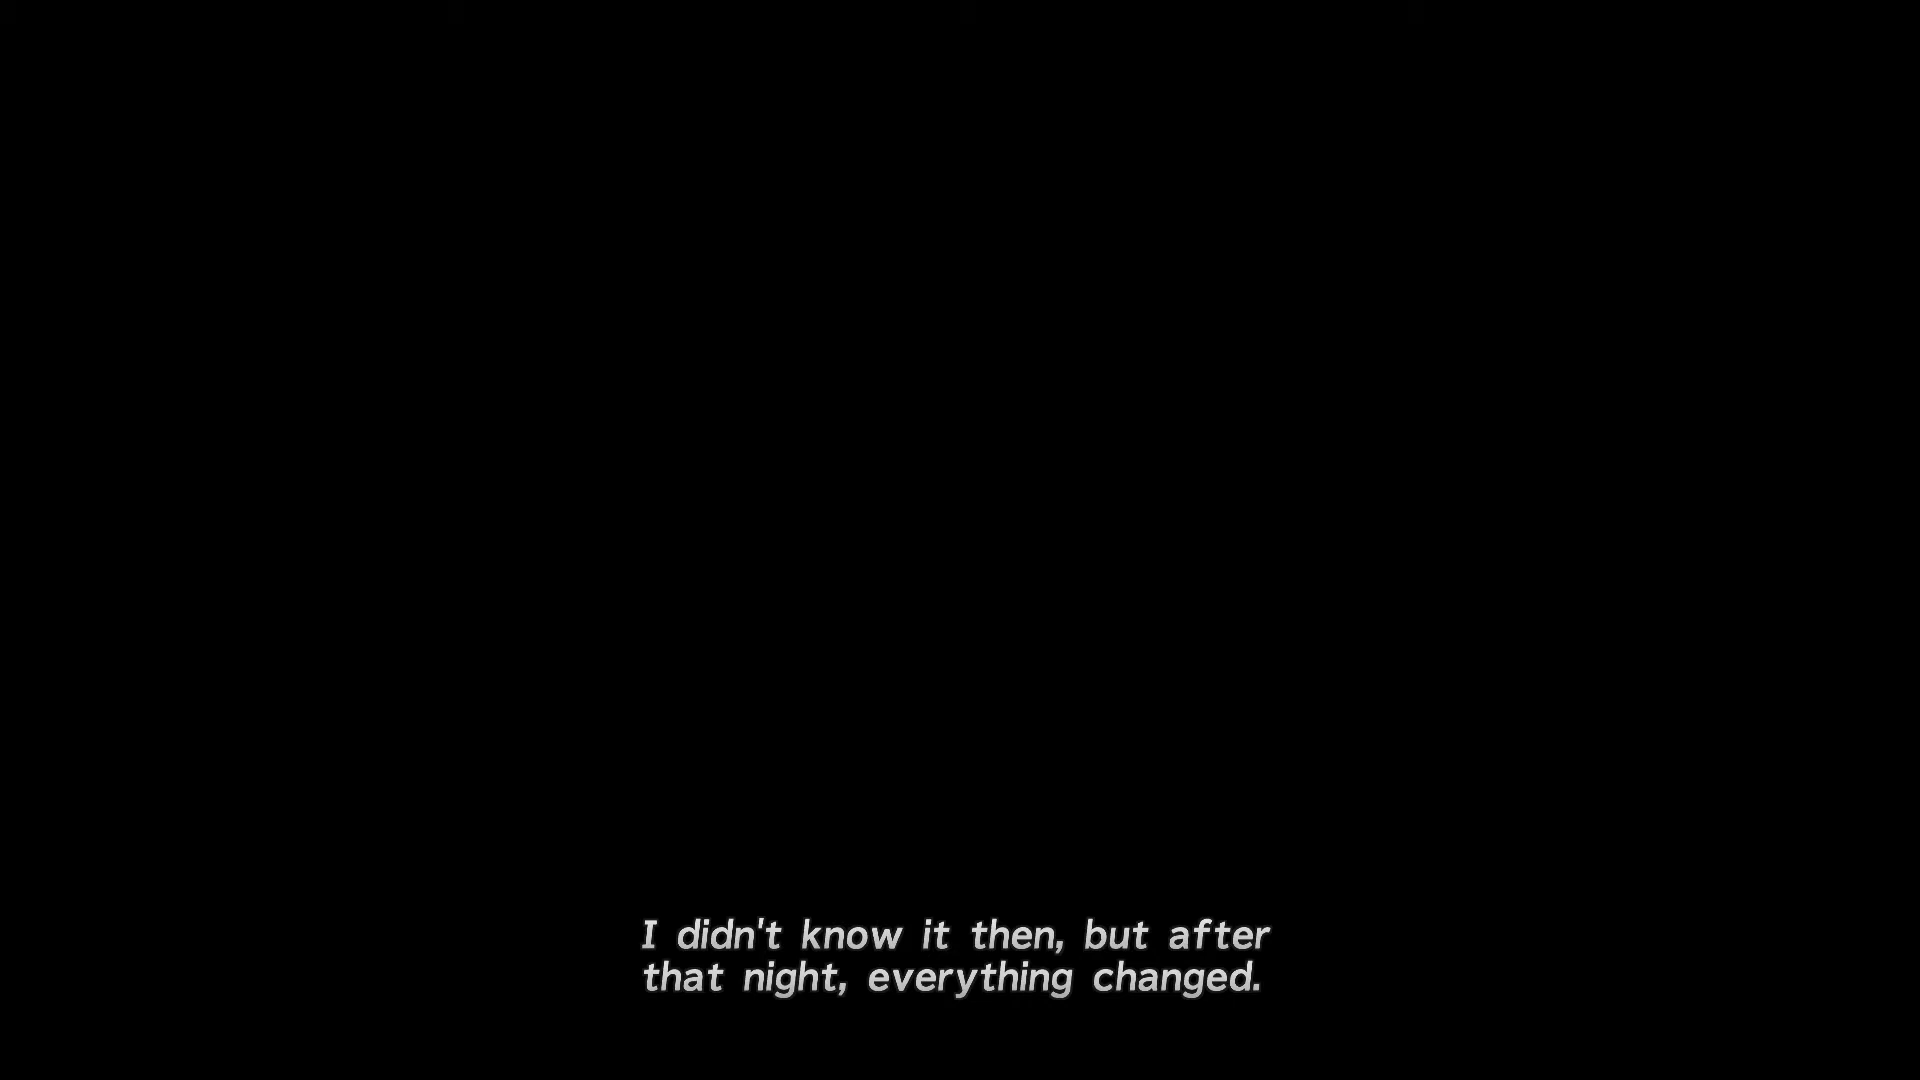 I didn't know it then, but after
that night, everything changed.